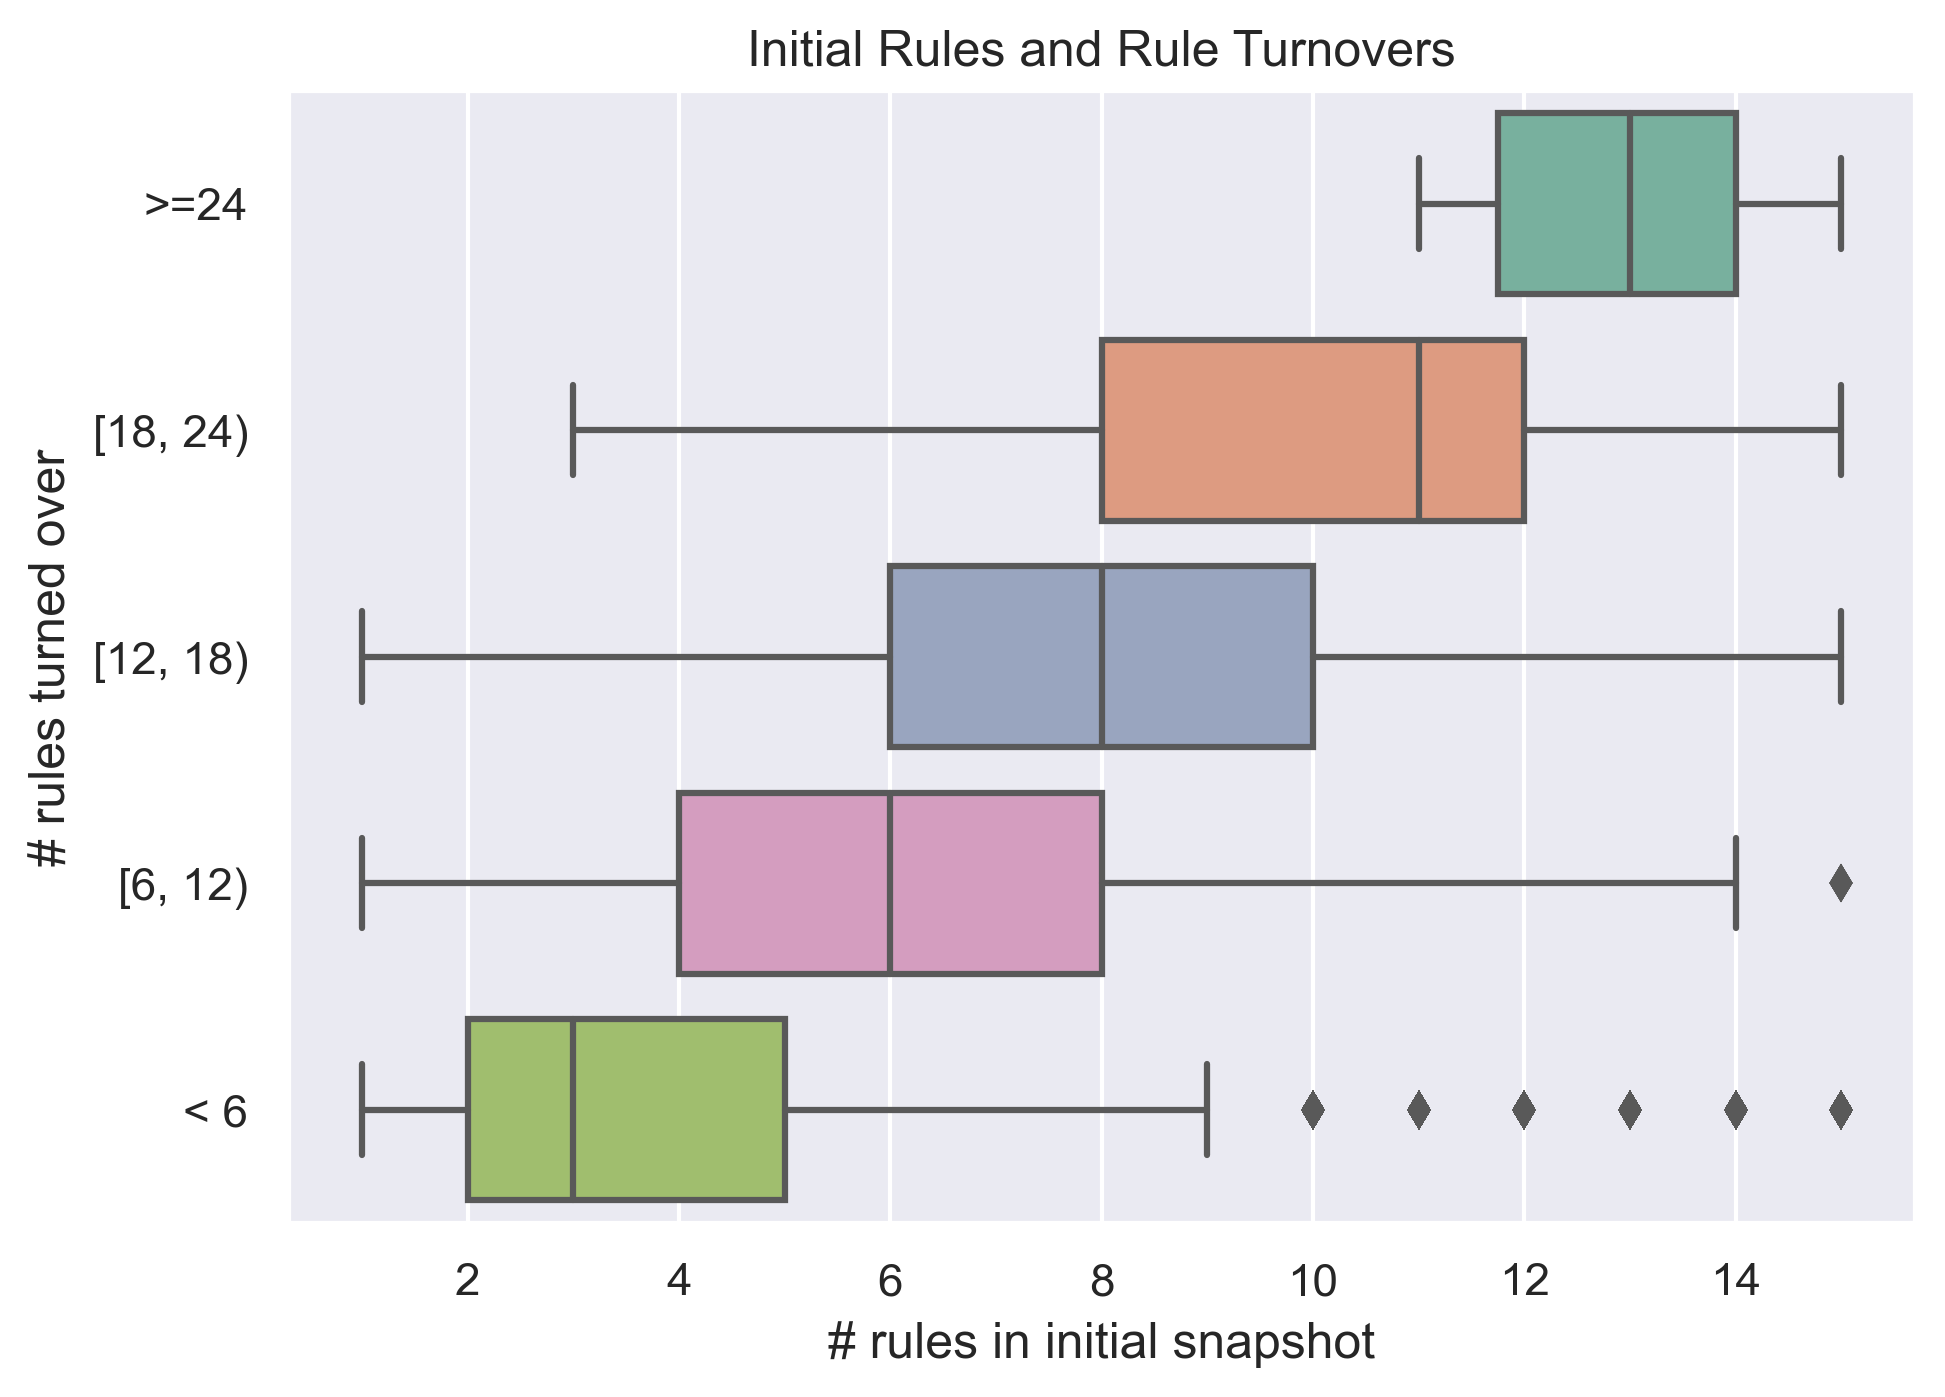 Initial Rules and Rule Turnovers
# rules turned over
>=24
[18, 24)
[12, 18)
[6, 12)
< 6
2 4 6 8 10 12 14
# rules in initial snapshot